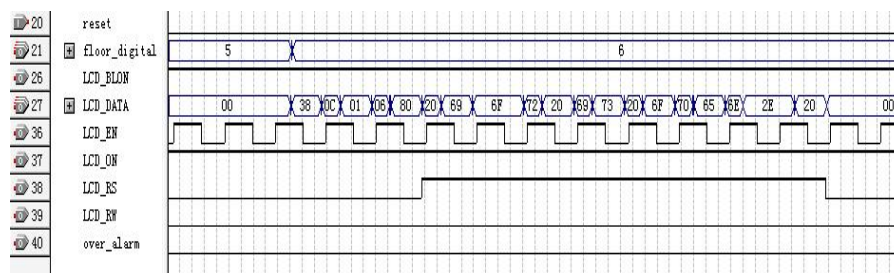 20 reset
21 floor_digital 5 6
26 LCD_BLON
27 LCD_DATA 00 38 0C 01 06 80 20 69 6F 72 20 69 73 20 6F 70 65 6E 2E 20 00
36 LCD_EN
37 LCD_ON
38 LCD_RS
39 LCD_RW
40 over_alarm